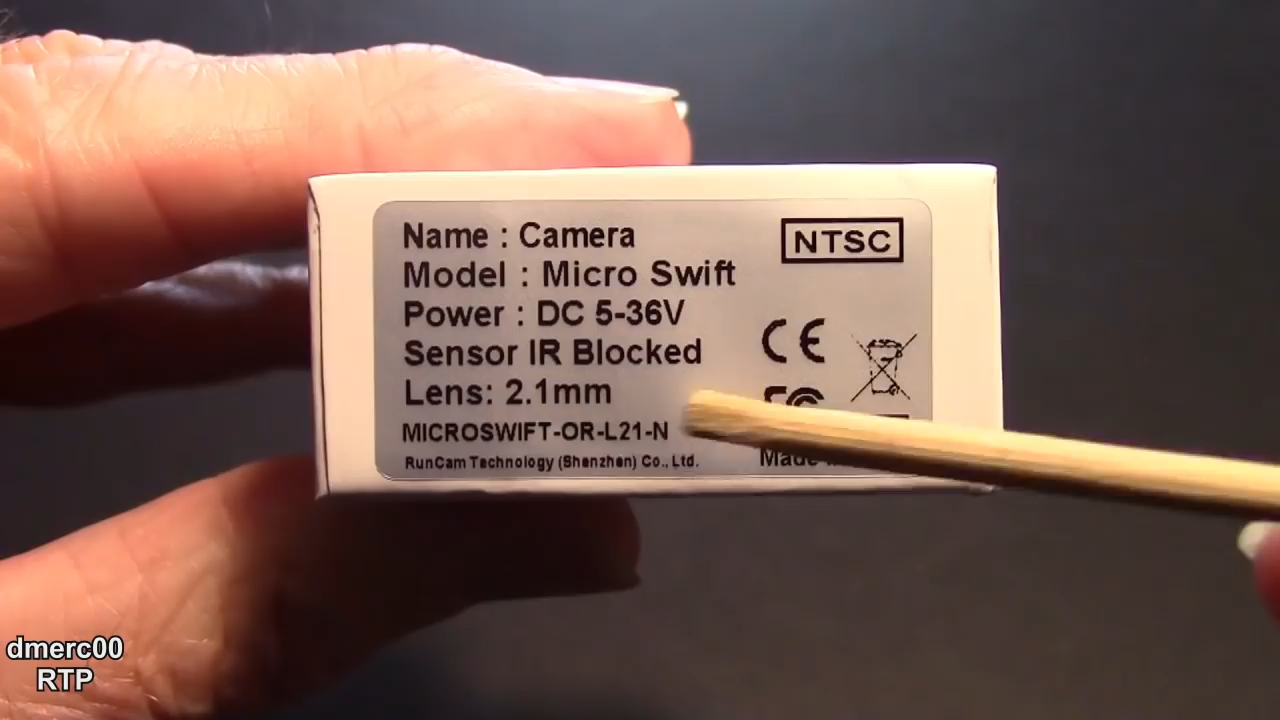 Name : Camera
Model : Micro Swift
Power : DC 5-36V
Sensor IR Blocked
Lens: 2.1mm
MICROSWIFT-OR-L21-N
RunCam Technology (Shenzhen) Co., Ltd.
NTSC
CE
Made
dmerc00
RTP